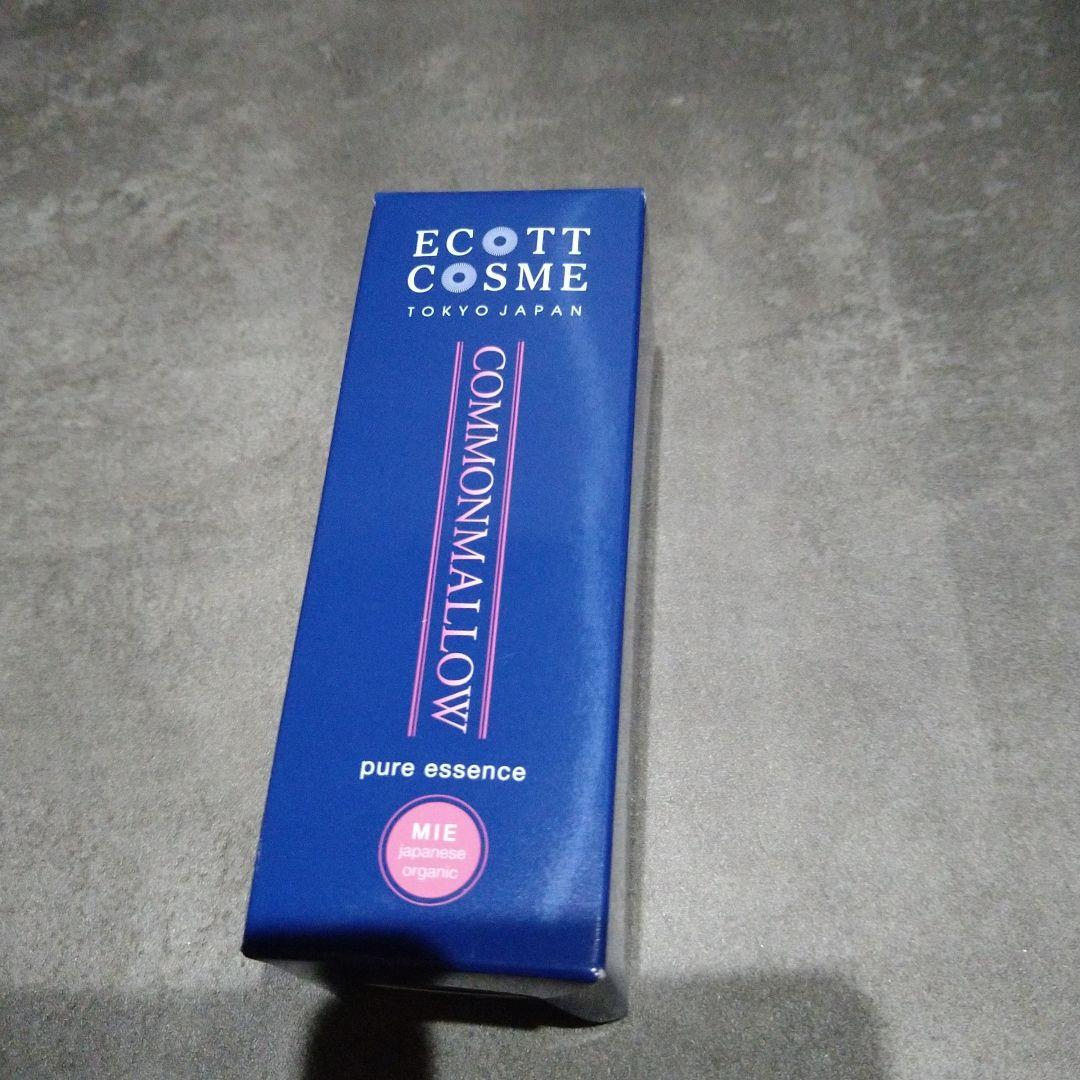 ECOTT
COSME
TOKYO JAPAN
COMMONMALLOW
pure essence
MIE
japanese
organic